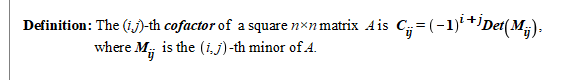 Definition: The (i,j)-th cofactor of a square n×n matrix A is C_ij = (−1)^{i+j} Det(M_ij),
where M_ij is the (i,j)-th minor of A.